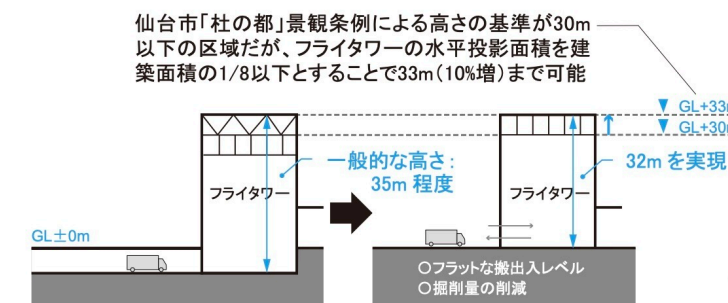 仙台市「杜の都」景観条例による高さの基準が30m
以下の区域だが、フライタワーの水平投影面積を建
築面積の1/8以下とすることで33m(10%増)まで可能
GL+33m
GL+30m
一般的な高さ:
35m 程度
32m を実現
フライタワー
フライタワー
GL±0m
○フラットな搬出入レベル
○掘削量の削減